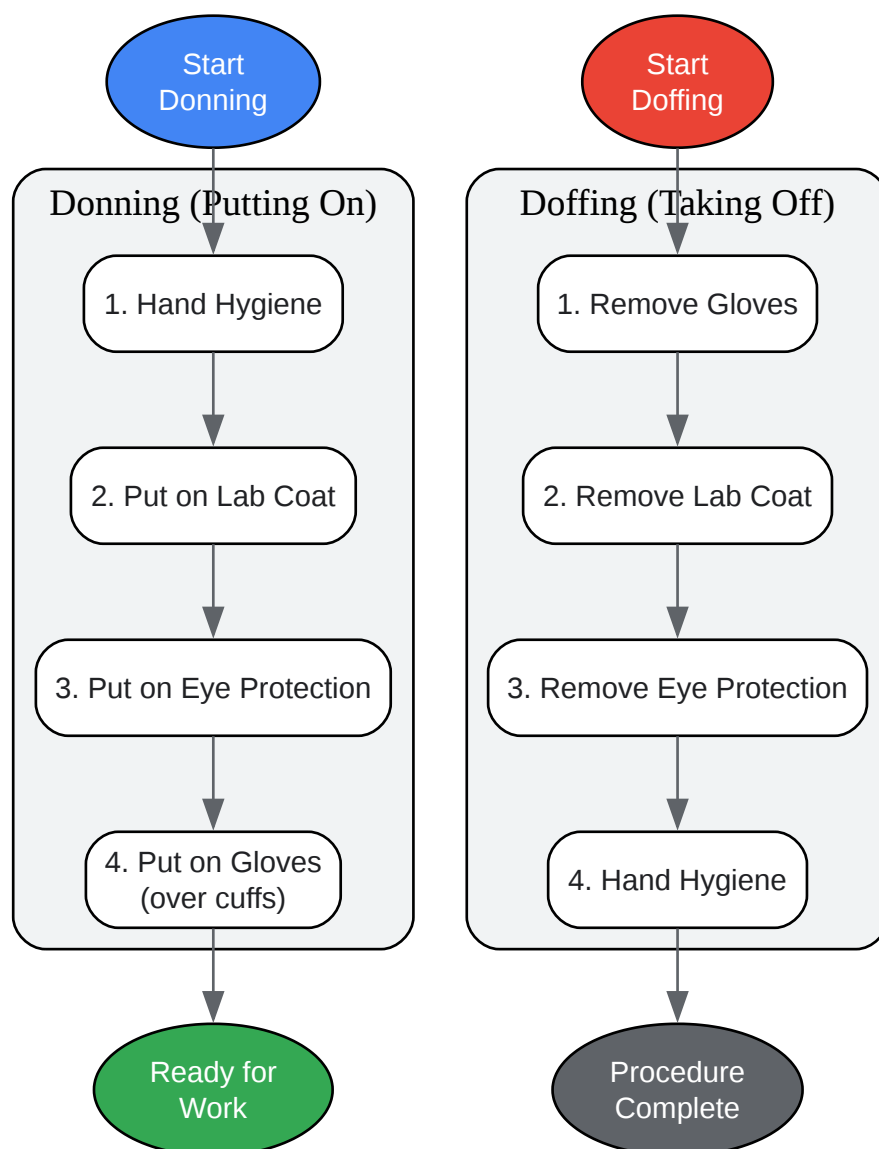 Start
Donning
Donning (Putting On)
1. Hand Hygiene
2. Put on Lab Coat
3. Put on Eye Protection
4. Put on Gloves
(over cuffs)
Ready for
Work
Start
Doffing
Doffing (Taking Off)
1. Remove Gloves
2. Remove Lab Coat
3. Remove Eye Protection
4. Hand Hygiene
Procedure
Complete